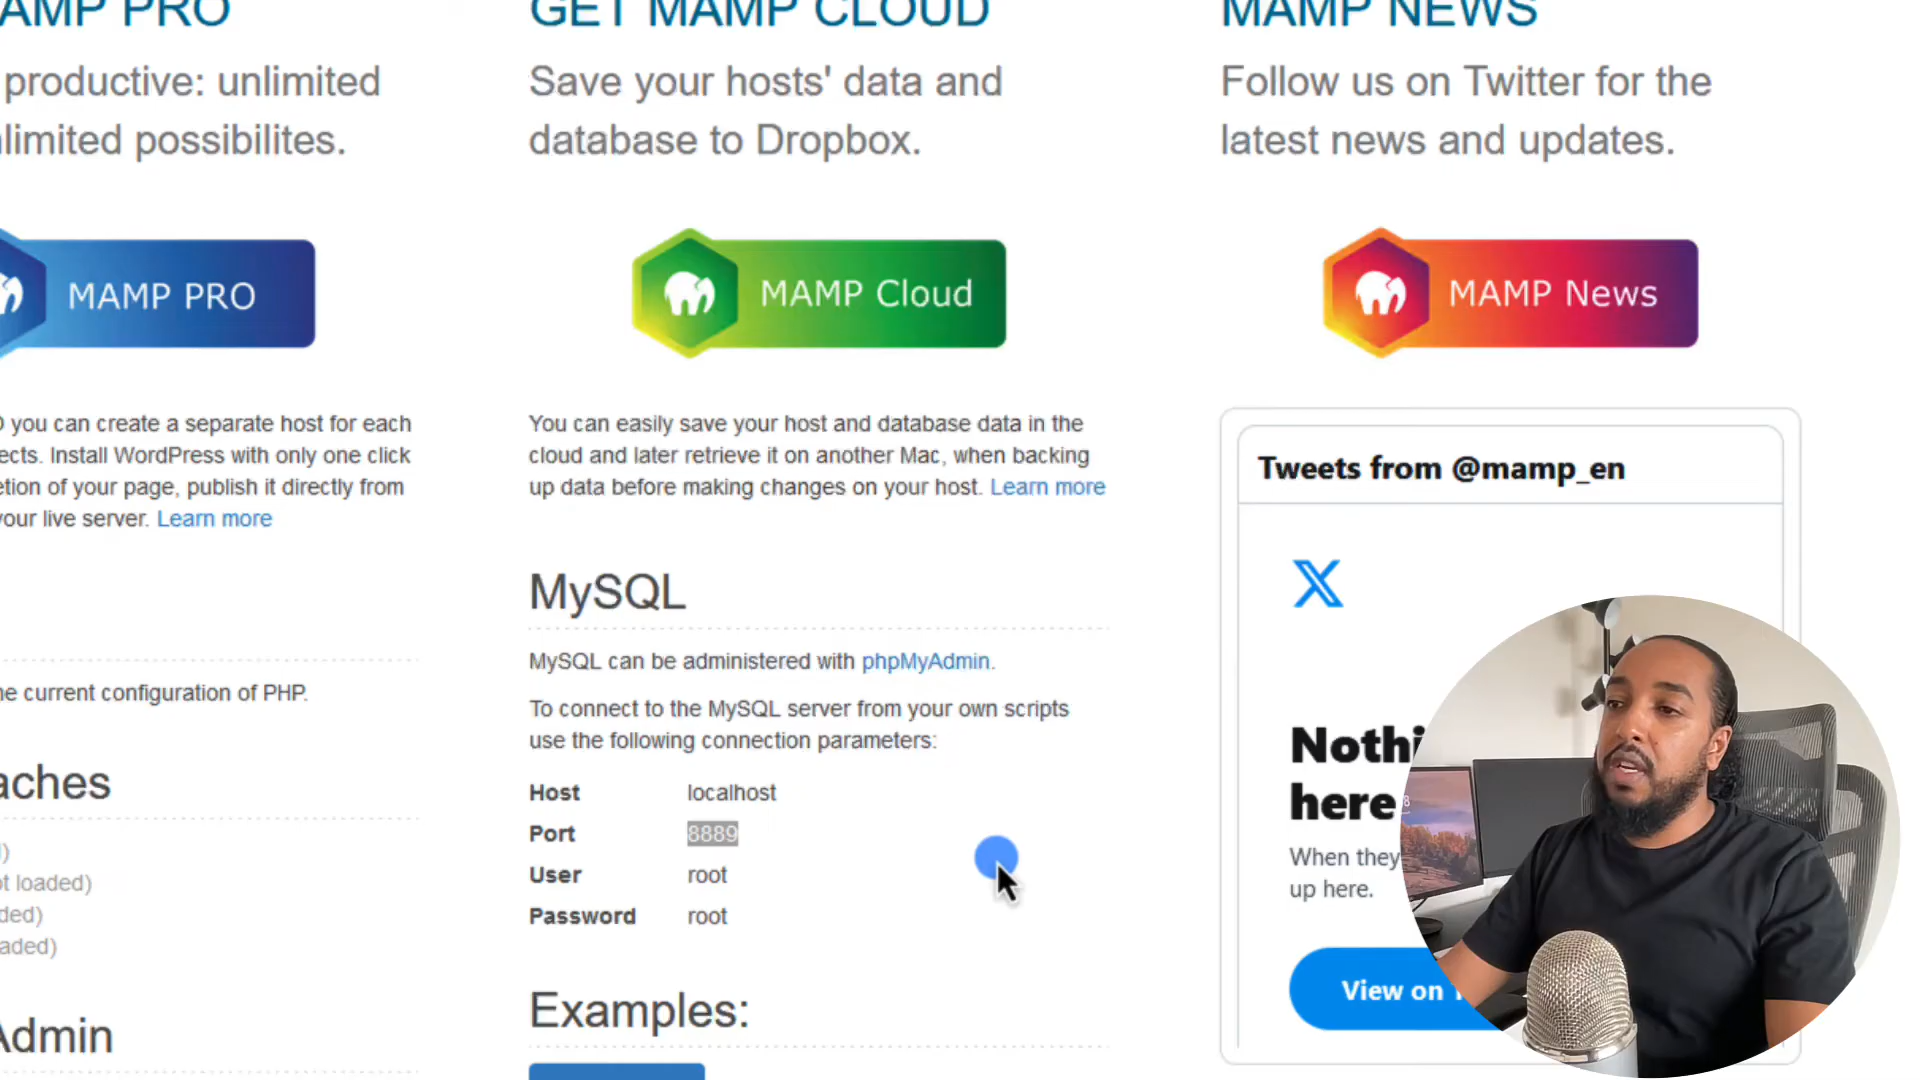 AMP PRO
productive: unlimited
limited possibilites.
MAMP PRO
you can create a separate host for each
ects. Install WordPress with only one click
etion of your page, publish it directly from
your live server. Learn more
he current configuration of PHP.
aches
ot loaded)
ded)
aded)
Admin
GET MAMP CLOUD
Save your hosts' data and
database to Dropbox.
MAMP Cloud
You can easily save your host and database data in the
cloud and later retrieve it on another Mac, when backing
up data before making changes on your host. Learn more
MySQL
MySQL can be administered with phpMyAdmin.
To connect to the MySQL server from your own scripts
use the following connection parameters:
Host localhost
Port 8889
User root
Password root
Examples:
MAMP NEWS
Follow us on Twitter for the
latest news and updates.
MAMP News
Tweets from @mamp_en
X
Nothi
here
When they
up here.
View on